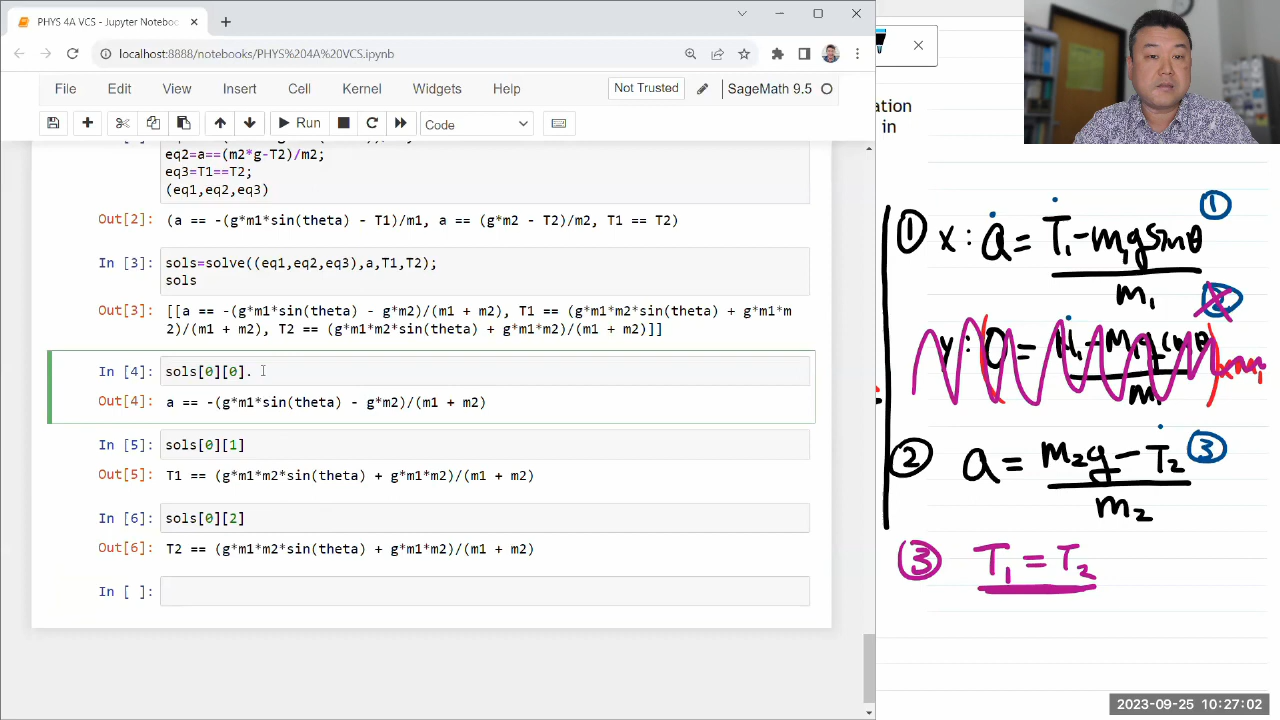 PHYS 4A VCS - Jupyter Noteboo
localhost:8888/notebooks/PHYS%204A%20VCS.ipynb
File Edit View Insert Cell Kernel Widgets Help
Not Trusted
SageMath 9.5
Run
Code
eq2=a==(m2*g-T2)/m2;
eq3=T1==T2;
(eq1,eq2,eq3)
Out[2]: (a == -(g*m1*sin(theta) - T1)/m1, a == (g*m2 - T2)/m2, T1 == T2)
In [3]: sols=solve((eq1,eq2,eq3),a,T1,T2);
sols
Out[3]: [[a == -(g*m1*sin(theta) - g*m2)/(m1 + m2), T1 == (g*m1*m2*sin(theta) + g*m1*m
2)/(m1 + m2), T2 == (g*m1*m2*sin(theta) + g*m1*m2)/(m1 + m2)]]
In [4]: sols[0][0].
Out[4]: a == -(g*m1*sin(theta) - g*m2)/(m1 + m2)
In [5]: sols[0][1]
Out[5]: T1 == (g*m1*m2*sin(theta) + g*m1*m2)/(m1 + m2)
In [6]: sols[0][2]
Out[6]: T2 == (g*m1*m2*sin(theta) + g*m1*m2)/(m1 + m2)
In [ ]:
ation
in
① x: a = T₁-m₁g sinθ ①
m₁
y: 0 =
m₁
② a = m₂g - T₂ ③
m₂
③ T₁ = T₂
2023-09-25 10:27:02